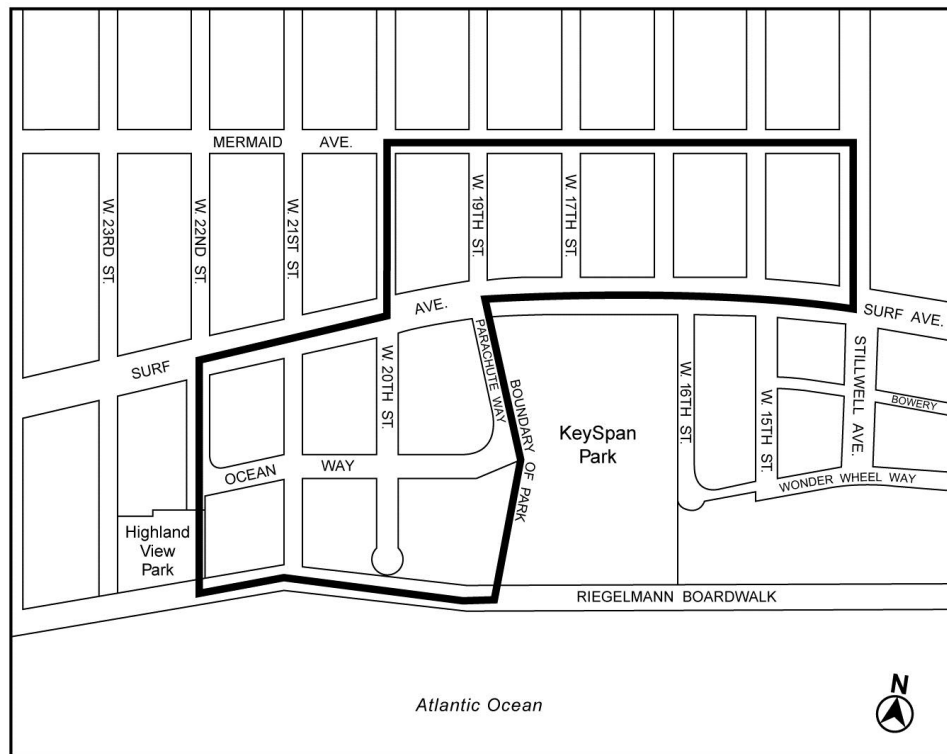 MERMAID AVE.
W. 23RD ST.
W. 22ND ST.
W. 21ST ST.
W. 19TH ST.
W. 17TH ST.
SURF AVE.
SURF AVE.
W. 20TH ST.
PARACHUTE WAY
BOUNDARY OF PARK
KeySpan
Park
W. 16TH ST.
W. 15TH ST.
STILLWELL AVE.
BOWERY
OCEAN WAY
WONDER WHEEL WAY
Highland
View
Park
RIEGELMANN BOARDWALK
Atlantic Ocean
N